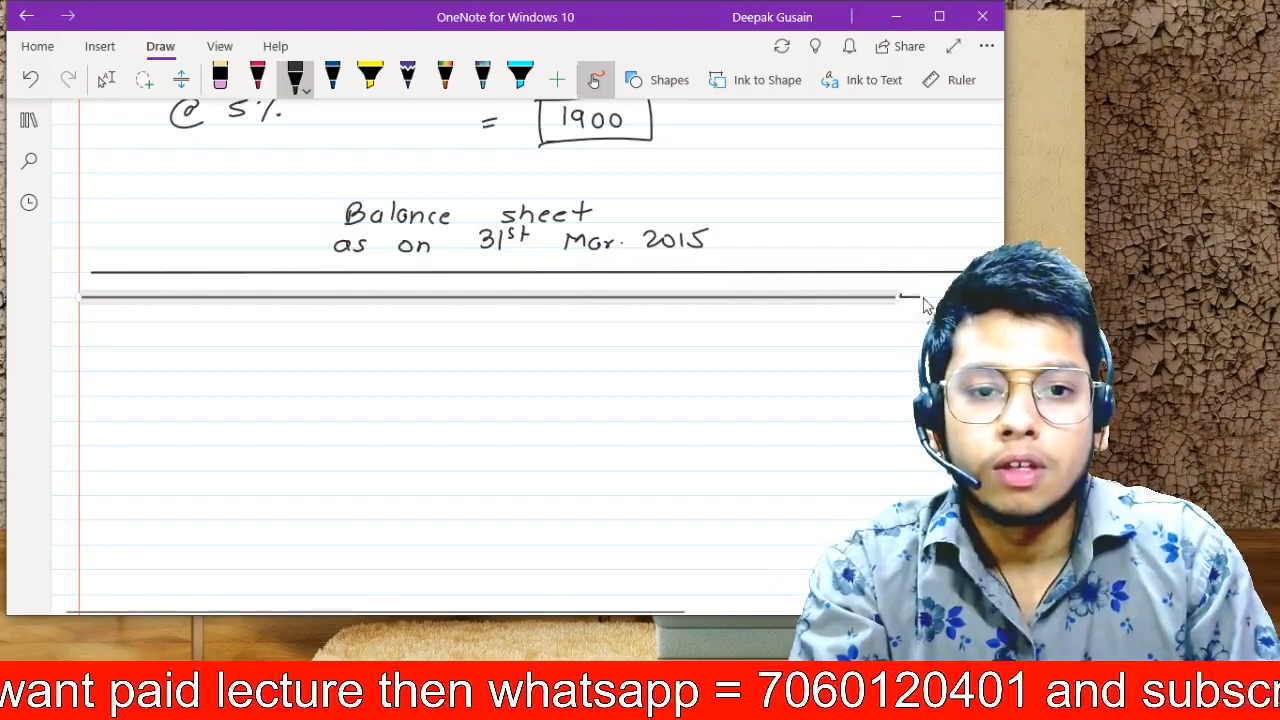 OneNote for Windows 10
Deepak Gusain
Home Insert Draw View Help
Share
Shapes Ink to Shape Ink to Text Ruler
@ 5%
= 1900
Balance sheet
as on 31st Mar. 2015
want paid lecture then whatsapp = 7060120401 and subscr